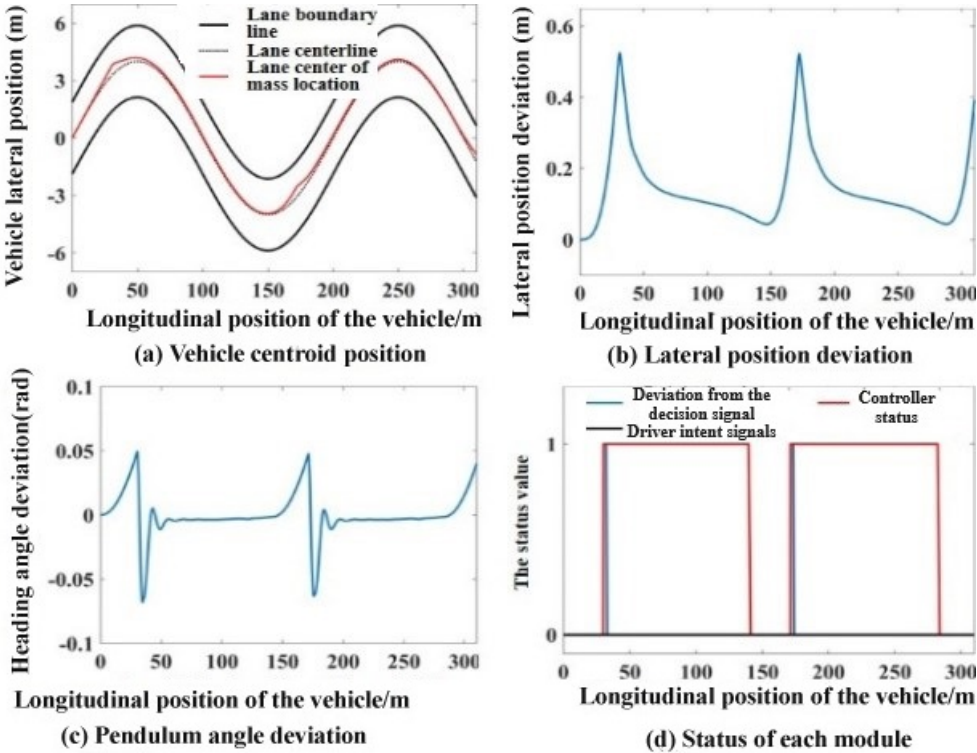 Vehicle lateral position (m)
6
3
0
-3
-6
Lane boundary
line
Lane centerline
Lane center of
mass location
0 50 100 150 200 250 300
Longitudinal position of the vehicle/m
(a) Vehicle centroid position
Lateral position deviation (m)
0.6
0.4
0.2
0
0 50 100 150 200 250 300
Longitudinal position of the vehicle/m
(b) Lateral position deviation
Heading angle deviation(rad)
0.1
0.05
0
-0.05
-0.1
0 50 100 150 200 250 300
Longitudinal position of the vehicle/m
(c) Pendulum angle deviation
The status value
1
0
Deviation from the
decision signal
Driver intent signals
Controller
status
0 50 100 150 200 250 300
Longitudinal position of the vehicle/m
(d) Status of each module